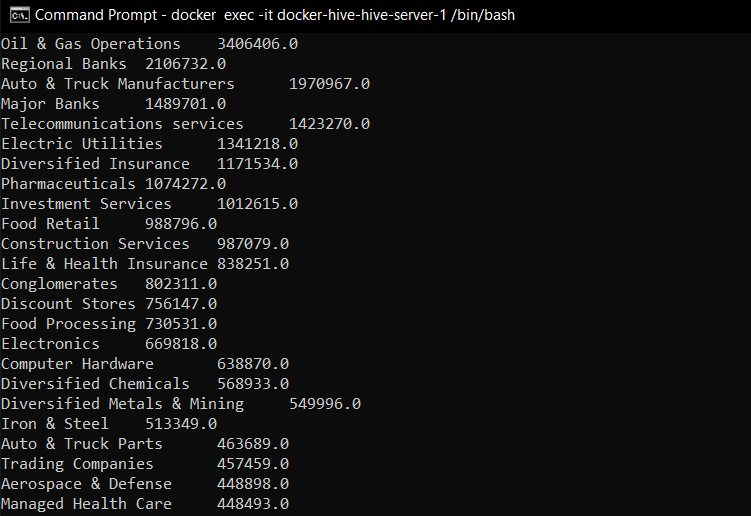 Command Prompt - docker  exec -it docker-hive-hive-server-1 /bin/bash
Oil & Gas Operations    3406406.0
Regional Banks  2106732.0
Auto & Truck Manufacturers      1970967.0
Major Banks     1489701.0
Telecommunications services     1423270.0
Electric Utilities      1341218.0
Diversified Insurance   1171534.0
Pharmaceuticals 1074272.0
Investment Services     1012615.0
Food Retail     988796.0
Construction Services   987079.0
Life & Health Insurance 838251.0
Conglomerates   802311.0
Discount Stores 756147.0
Food Processing 730531.0
Electronics     669818.0
Computer Hardware       638870.0
Diversified Chemicals   568933.0
Diversified Metals & Mining     549996.0
Iron & Steel    513349.0
Auto & Truck Parts      463689.0
Trading Companies       457459.0
Aerospace & Defense     448898.0
Managed Health Care     448493.0